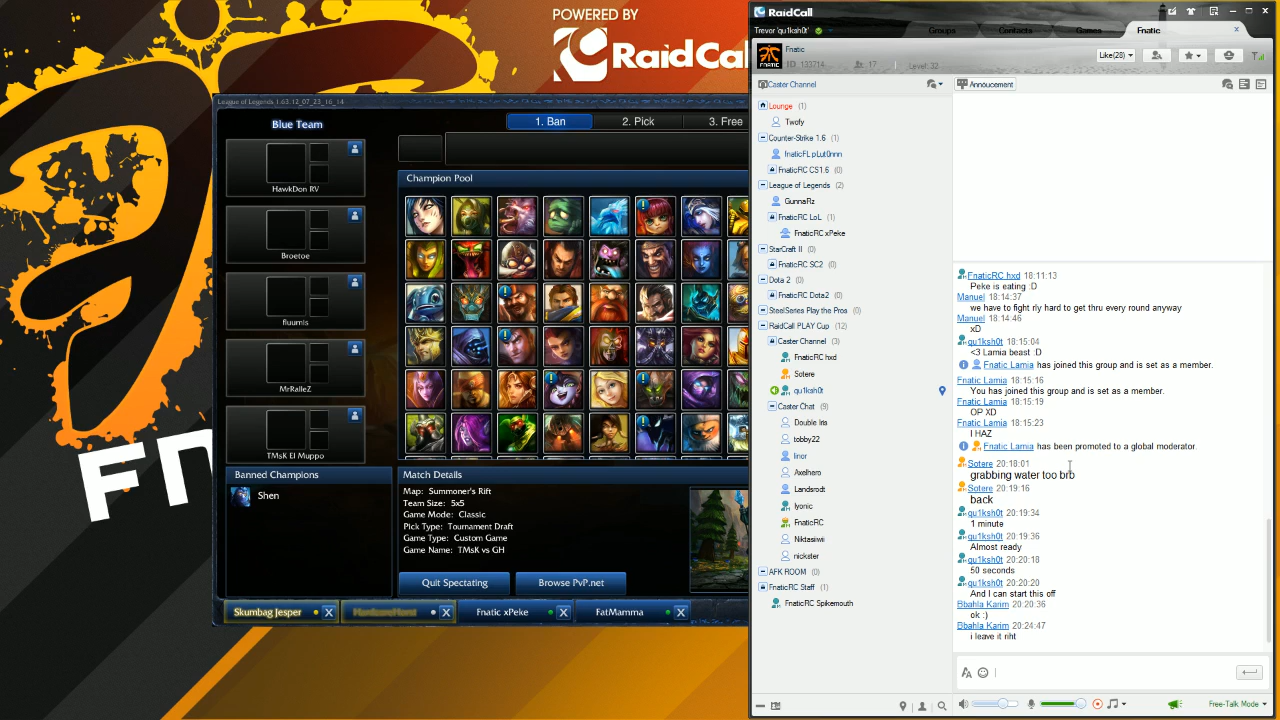 POWERED BY
RaidCal
FN
League of Legends 1.63.12_07_23_16_14
Blue Team
1. Ban
2. Pick
3. Free
HawkDon RV
Broetoe
fluumis
MrRalleZ
TMsK El Muppo
Champion Pool
Banned Champions
Shen
Match Details
Map: Summoner's Rift
Team Size: 5x5
Game Mode: Classic
Pick Type: Tournament Draft
Game Type: Custom Game
Game Name: TMsK vs GH
Quit Spectating
Browse PvP.net
Skumbag Jesper
HardcoreHorst
Fnatic xPeke
FatMamma
RaidCall
Trevor 'qu1ksh0t'
Groups
Contacts
Games
Fnatic
FNATIC
Fnatic
ID 133714
17
Level: 32
Like(28)
Caster Channel
Annoucement
Lounge (1)
Twofy
Counter-Strike 1.6 (1)
fnaticFL pLut0nnn
FnaticRC CS1.6 (0)
League of Legends (2)
GunnaRz
FnaticRC LoL (1)
FnaticRC xPeke
StarCraft II (0)
FnaticRC SC2 (0)
Dota 2 (0)
FnaticRC Dota2 (0)
SteelSeries Play the Pros (0)
RaidCall PLAY Cup (12)
Caster Channel (3)
FnaticRC hxd
Sotere
qu1ksh0t
Caster Chat (9)
Double Iris
tobby22
linor
Axelhero
Landsrodt
lyonic
FnaticRC
Niktasiwii
nickster
AFK ROOM (0)
FnaticRC Staff (1)
FnaticRC Spikemouth
FnaticRC hxd 18:11:13
Peke is eating :D
Manuel 18:14:37
we have to fight rly hard to get thru every round anyway
Manuel 18:14:46
xD
qu1ksh0t 18:15:04
<3 Lamia beast :D
Fnatic Lamia has joined this group and is set as a member.
Fnatic Lamia 18:15:16
You has joined this group and is set as a member.
Fnatic Lamia 18:15:19
OP XD
Fnatic Lamia 18:15:23
I HAZ
Fnatic Lamia has been promoted to a global moderator.
Sotere 20:18:01
grabbing water too brb
Sotere 20:19:16
back
qu1ksh0t 20:19:34
1 minute
qu1ksh0t 20:19:36
Almost ready
qu1ksh0t 20:20:18
50 seconds
qu1ksh0t 20:20:20
And I can start this off
Bbahla Karim 20:20:36
ok :)
Bbahla Karim 20:24:47
i leave it riht
Free-Talk Mode